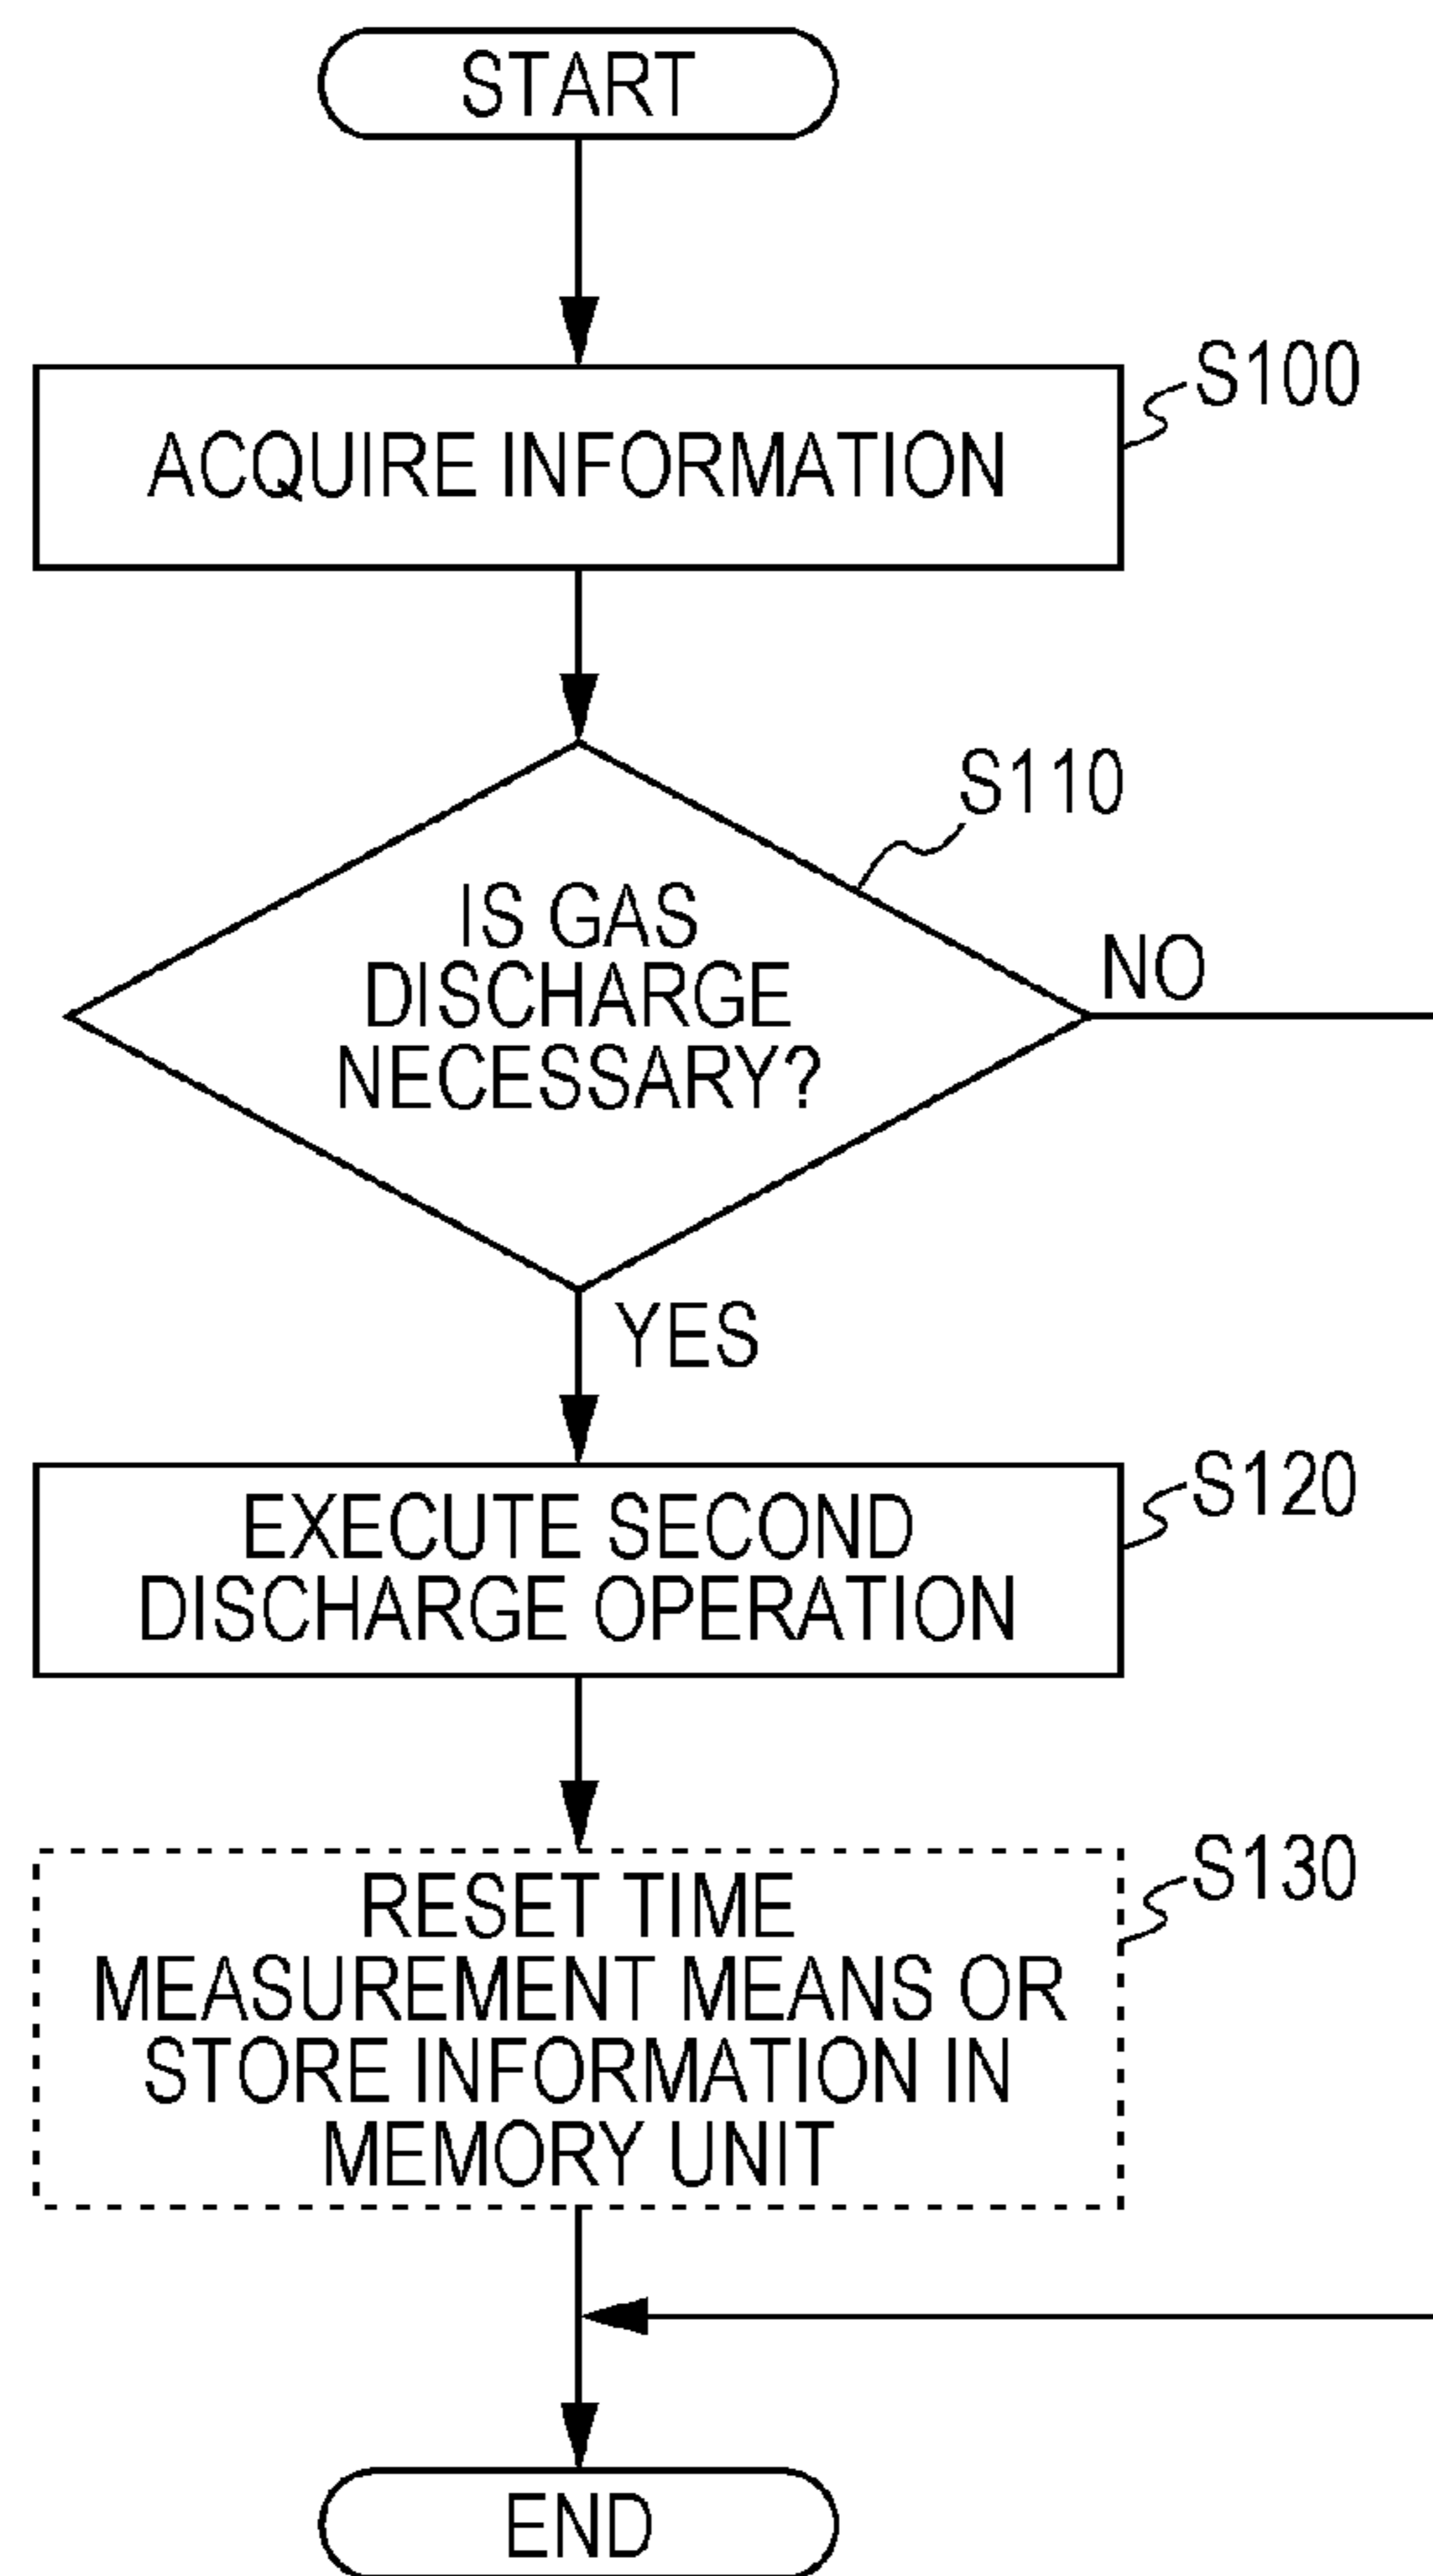 START
S100
ACQUIRE INFORMATION
S110
IS GAS
DISCHARGE
NECESSARY?
NO
YES
S120
EXECUTE SECOND
DISCHARGE OPERATION
S130
RESET TIME
MEASUREMENT MEANS OR
STORE INFORMATION IN
MEMORY UNIT
END